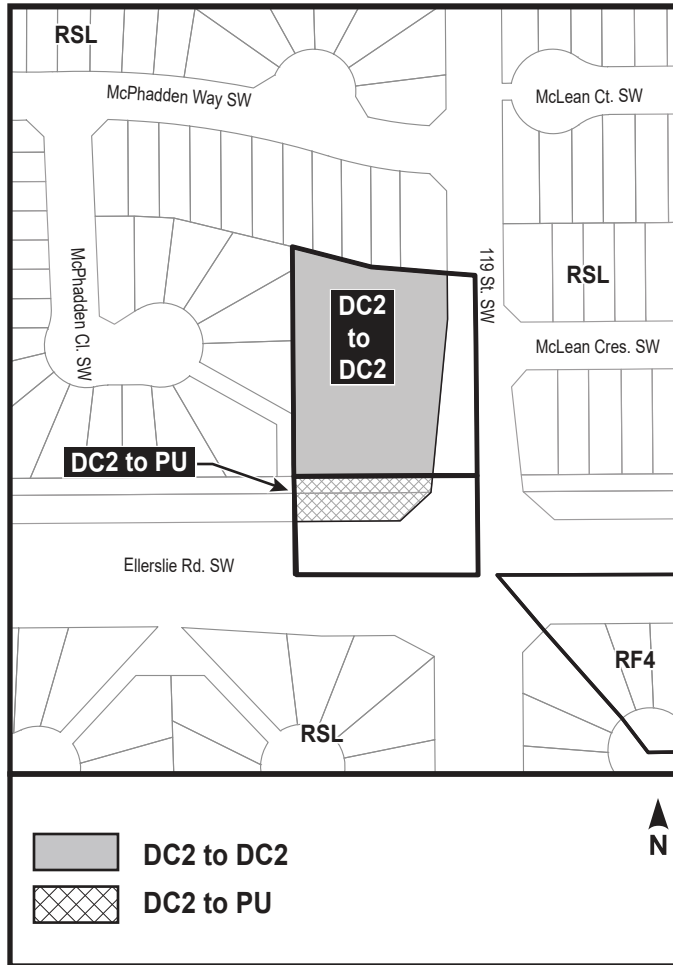 RSL
McPhadden Way SW
McLean Ct. SW
McPhadden Cl. SW
119 St. SW
RSL
DC2
to
DC2
McLean Cres. SW
DC2 to PU
Ellerslie Rd. SW
RF4
RSL
DC2 to DC2
DC2 to PU
N